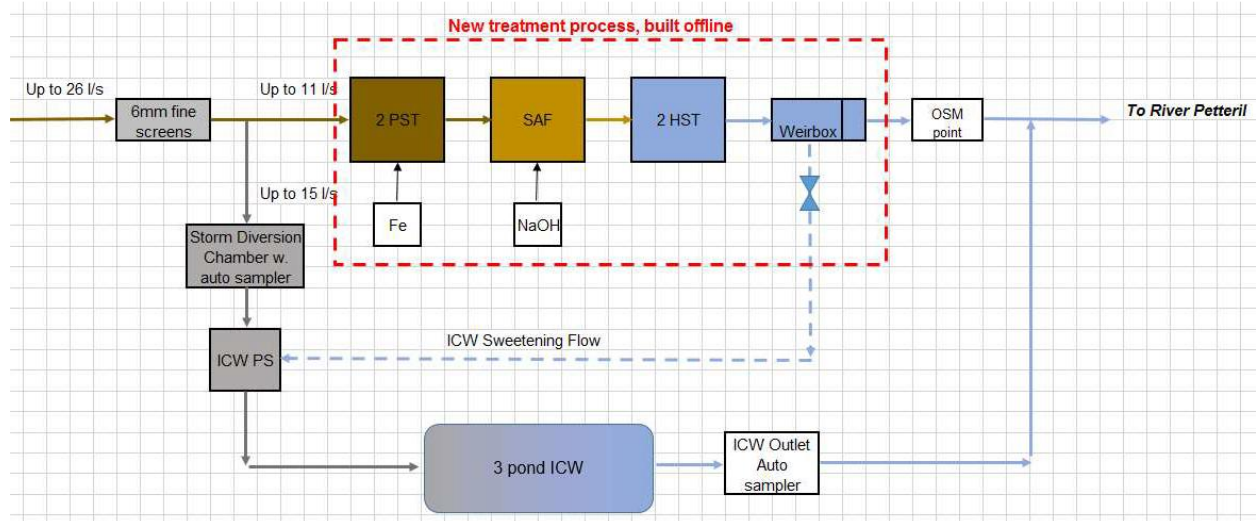 New treatment process, built offline
Up to 26 l/s
6mm fine
screens
Up to 11 l/s
2 PST
SAF
2 HST
Weirbox
OSM
point
To River Petteril
Up to 15 l/s
Fe
NaOH
Storm Diversion
Chamber w.
auto sampler
ICW PS
ICW Sweetening Flow
3 pond ICW
ICW Outlet
Auto
sampler